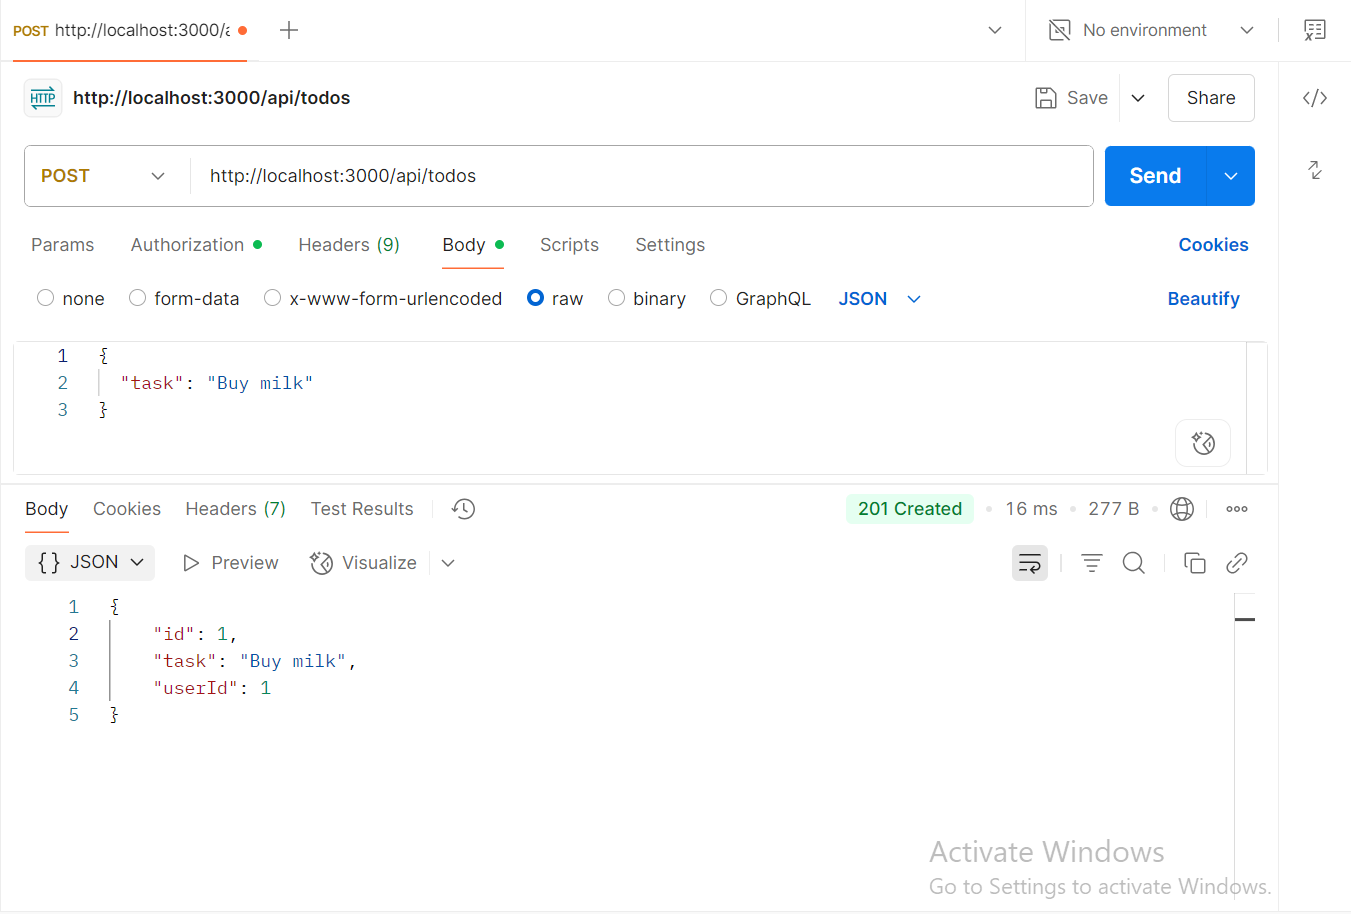 POST http://localhost:3000/a
No environment
HTTP http://localhost:3000/api/todos
Save
Share
POST http://localhost:3000/api/todos
Send
Params Authorization Headers (9) Body Scripts Settings Cookies
none form-data x-www-form-urlencoded raw binary GraphQL JSON Beautify
1 {
2 "task": "Buy milk"
3 }
Body Cookies Headers (7) Test Results 201 Created 16 ms 277 B
{} JSON Preview Visualize
1 {
2 "id": 1,
3 "task": "Buy milk",
4 "userId": 1
5 }
Activate Windows
Go to Settings to activate Windows.